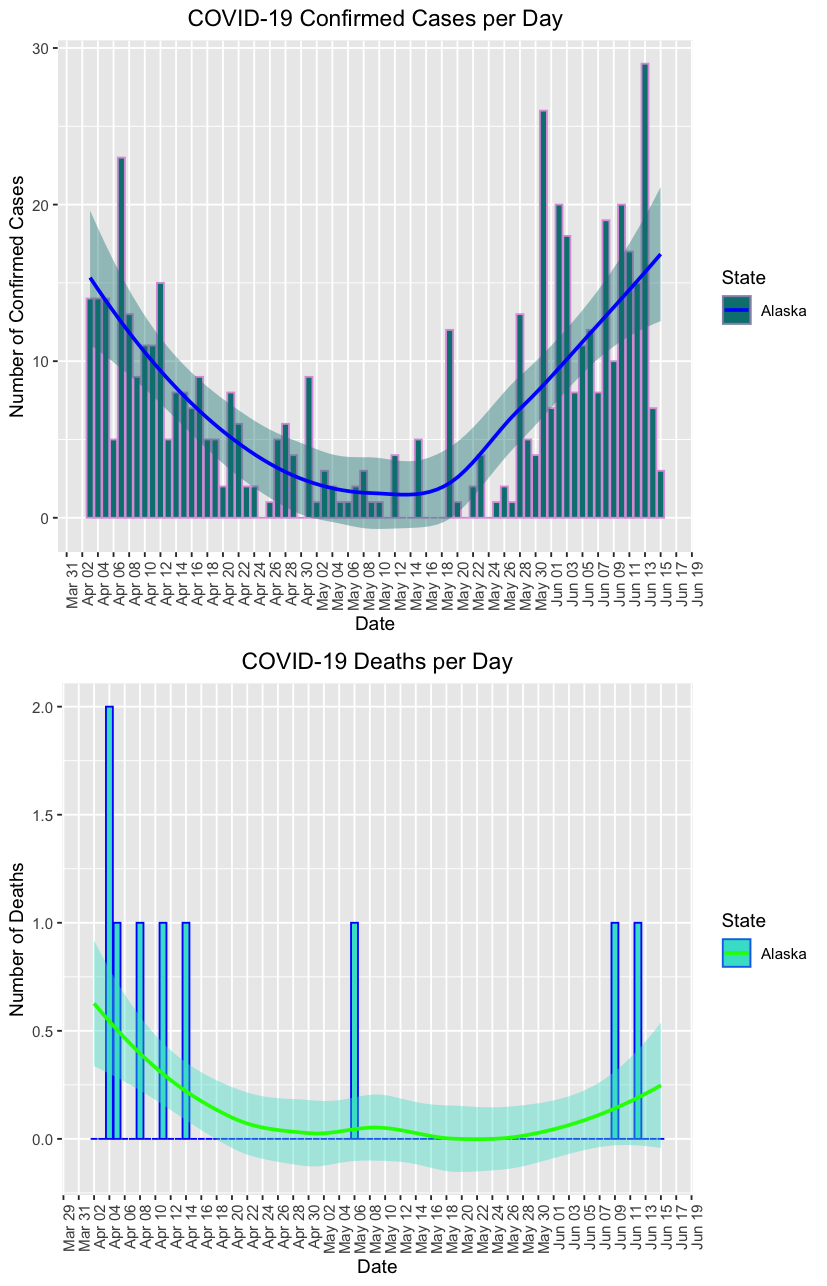 COVID-19 Confirmed Cases per Day
30
20
10
0
Number of Confirmed Cases
Mar 31
Apr 02
Apr 04
Apr 06
Apr 08
Apr 10
Apr 12
Apr 14
Apr 16
Apr 18
Apr 20
Apr 22
Apr 24
Apr 26
Apr 28
Apr 30
May 02
May 04
May 06
May 08
May 10
May 12
May 14
May 16
May 18
May 20
May 22
May 24
May 26
May 28
May 30
Jun 01
Jun 03
Jun 05
Jun 07
Jun 09
Jun 11
Jun 13
Jun 15
Jun 17
Jun 19
Date
State
Alaska
COVID-19 Deaths per Day
2.0
1.5
1.0
0.5
0.0
Number of Deaths
Mar 29
Mar 31
Apr 02
Apr 04
Apr 06
Apr 08
Apr 10
Apr 12
Apr 14
Apr 16
Apr 18
Apr 20
Apr 22
Apr 24
Apr 26
Apr 28
Apr 30
May 02
May 04
May 06
May 08
May 10
May 12
May 14
May 16
May 18
May 20
May 22
May 24
May 26
May 28
May 30
Jun 01
Jun 03
Jun 05
Jun 07
Jun 09
Jun 11
Jun 13
Jun 15
Jun 17
Jun 19
Date
State
Alaska